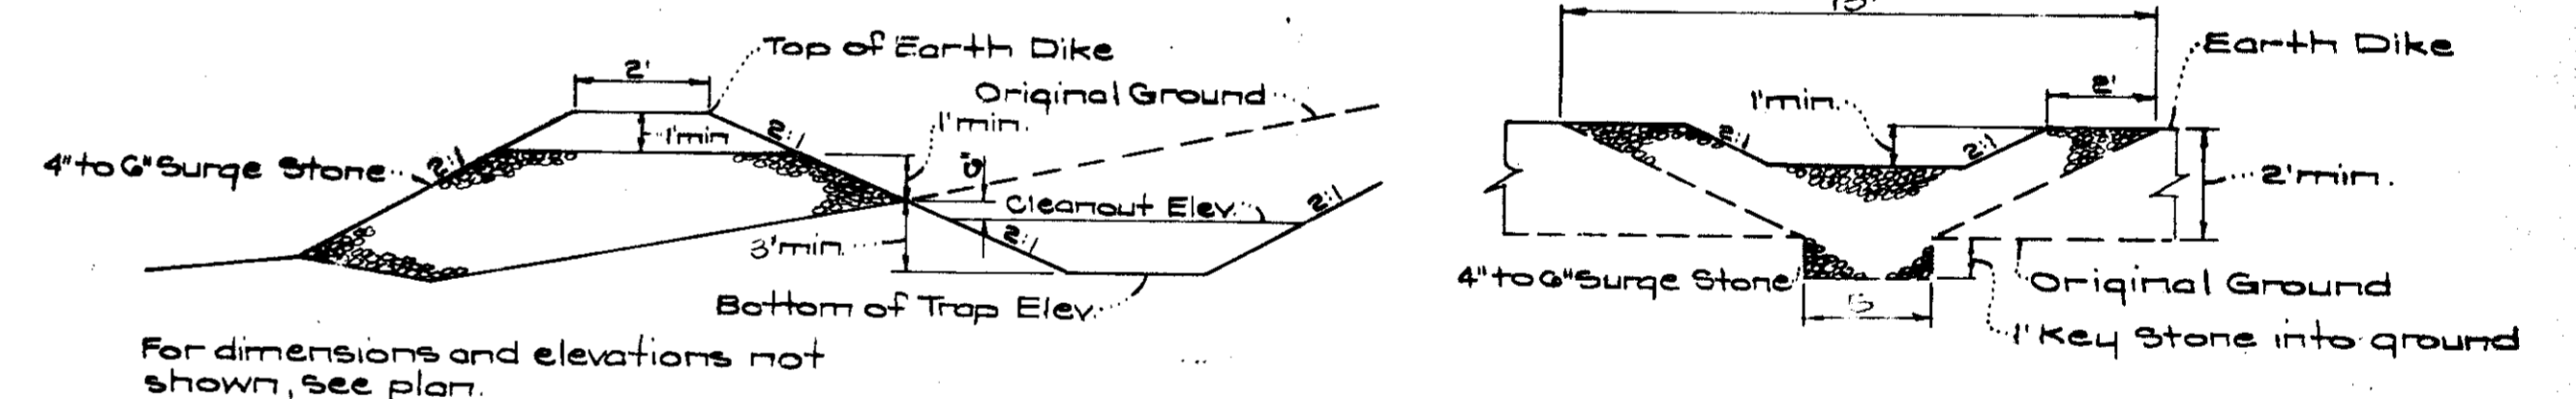 2'
Top of Earth Dike
Original Ground
1'min.
1'min
2:1
2:1
4" to 6" Surge Stone
Clean out Elev.
2:1
2:1
3'min.
Bottom of Trap Elev.
For dimensions and elevations not
shown, see plan.
Earth Dike
2'
1'min.
2:1
2:1
2'min.
4" to 6" Surge Stone
Original Ground
1' Key Stone into ground